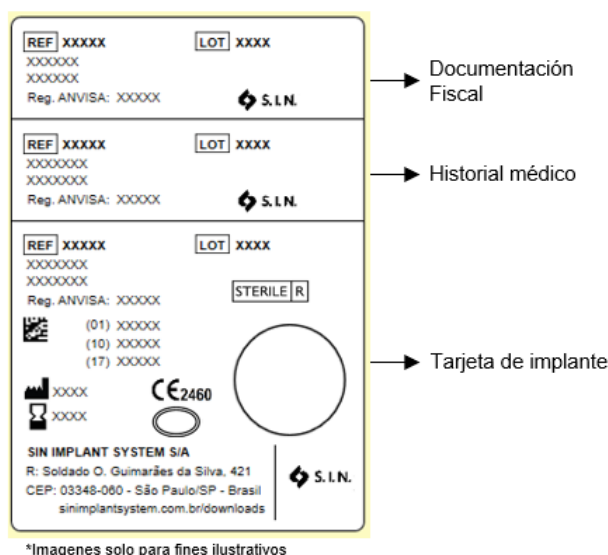 REF XXXXX LOT XXXX
XXXXXX
XXXXXX
Reg. ANVISA: XXXXX S.I.N.
Documentación
Fiscal
REF XXXXX LOT XXXX
XXXXXXX
XXXXXXX
Reg. ANVISA: XXXXX S.I.N.
Historial médico
REF XXXXX LOT XXXX
XXXXXXX
XXXXXXX
Reg. ANVISA: XXXXX
STERILE R
(01) XXXXX
(10) XXXXX
(17) XXXXX
XXXX
CE 2460
XXXX
Tarjeta de implante
SIN IMPLANT SYSTEM S/A
R: Soldado O. Guimarães da Silva, 421
CEP: 03348-060 - São Paulo/SP - Brasil
sinimplantsystem.com.br/downloads
S.I.N.
*Imagenes solo para fines ilustrativos